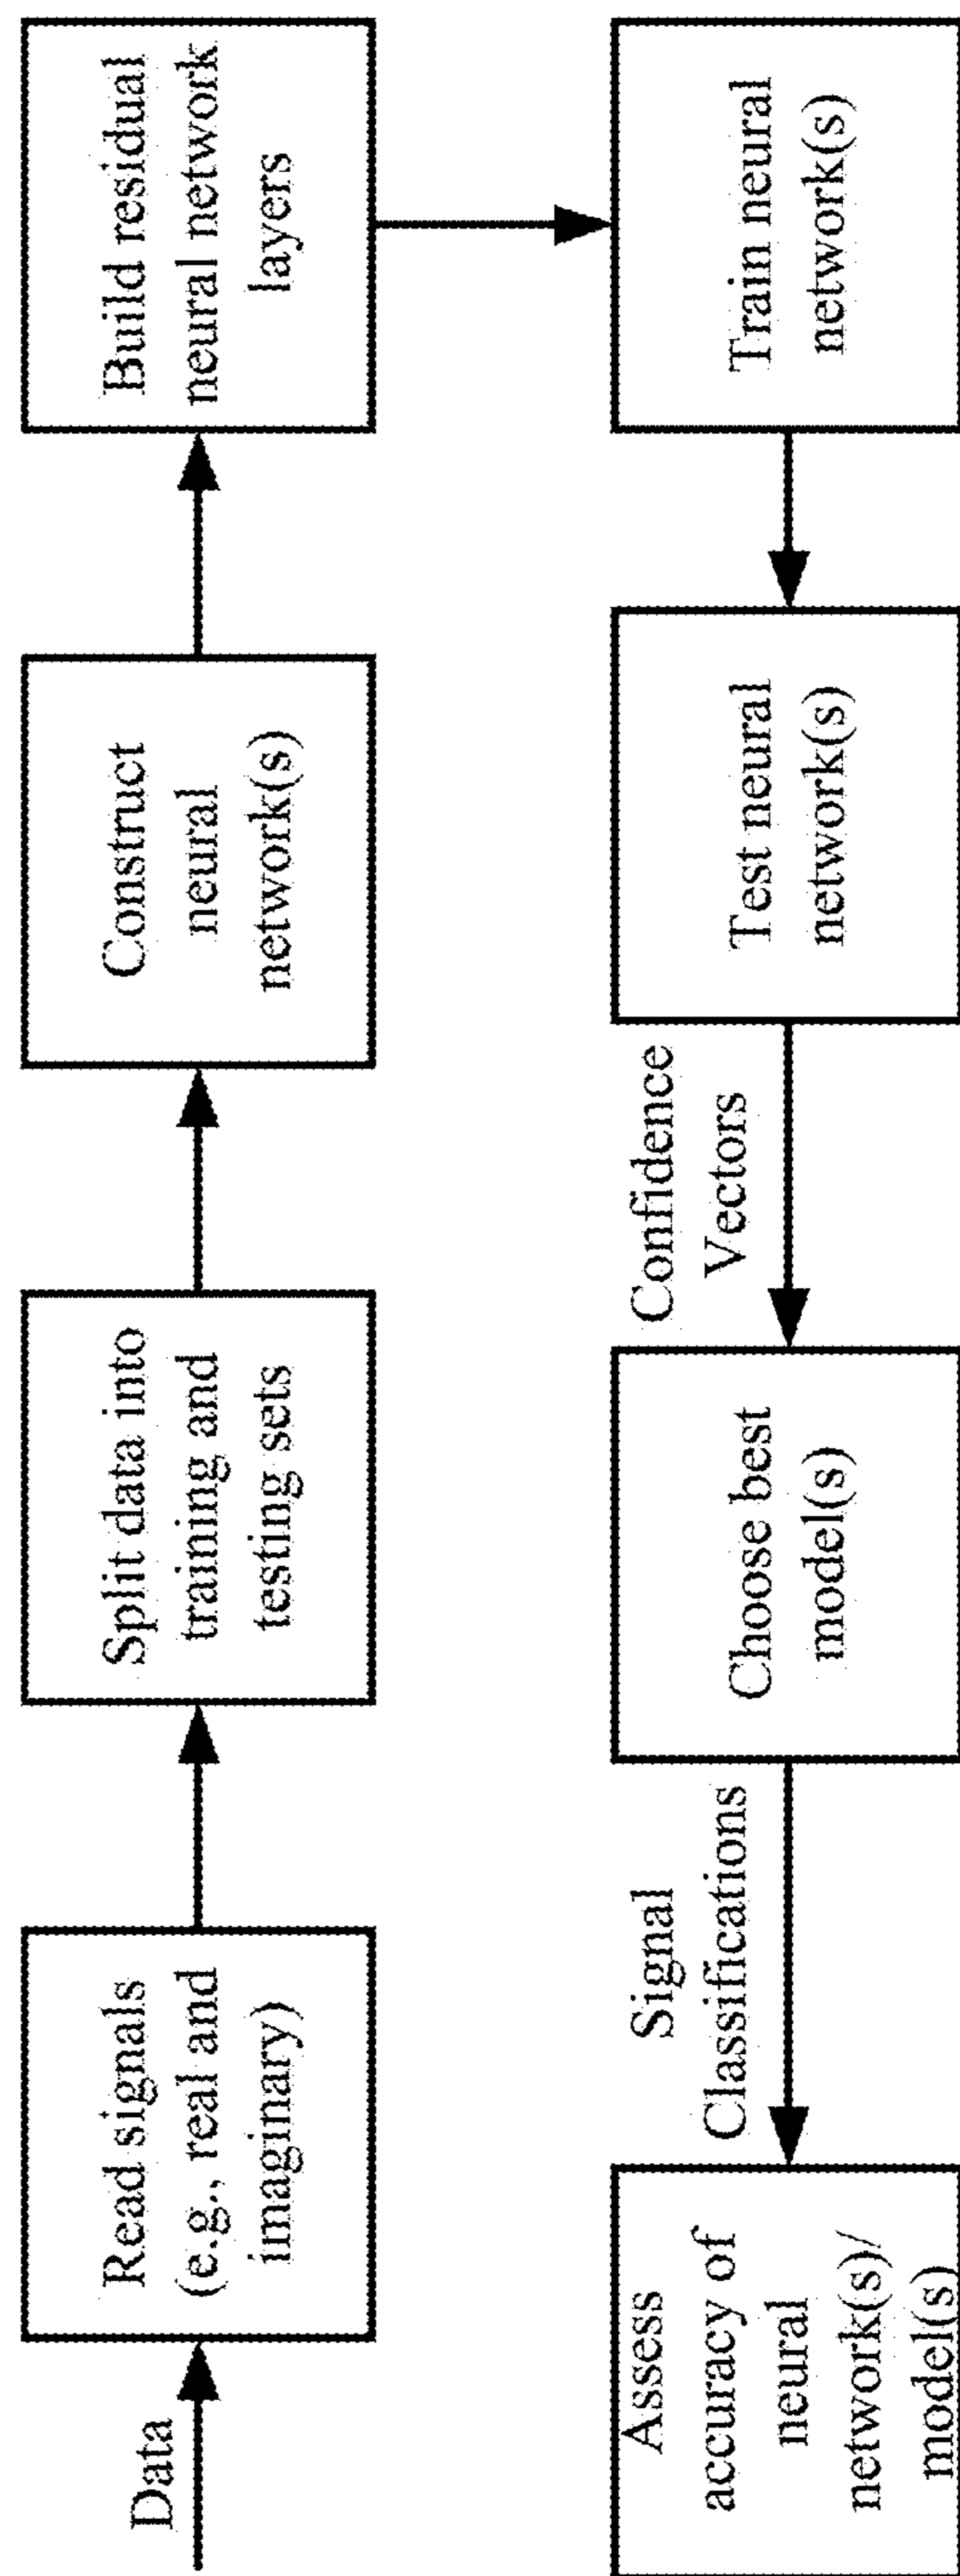 Data
Read signals
(e.g., real and
imaginary)
Split data into
training and
testing sets
Construct
neural
network(s)
Build residual
neural network
layers
Train neural
network(s)
Test neural
network(s)
Confidence
Vectors
Choose best
model(s)
Signal
Classifications
Assess
accuracy of
neural
network(s)/
model(s)